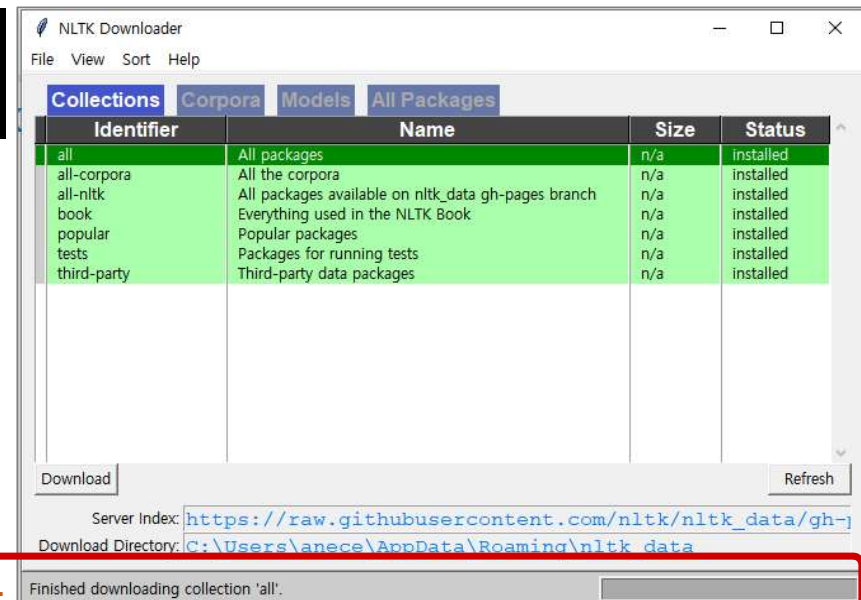 NLTK Downloader
File View Sort Help
Collections Corpora Models All Packages
Identifier Name Size Status
all All packages n/a installed
all-corpora All the corpora n/a installed
all-nltk All packages available on nltk_data gh-pages branch n/a installed
book Everything used in the NLTK Book n/a installed
popular Popular packages n/a installed
tests Packages for running tests n/a installed
third-party Third-party data packages n/a installed
Download Refresh
Server Index: https://raw.githubusercontent.com/nltk/nltk_data/gh-
Download Directory: C:\Users\anece\AppData\Roaming\nltk_data
Finished downloading collection 'all'.